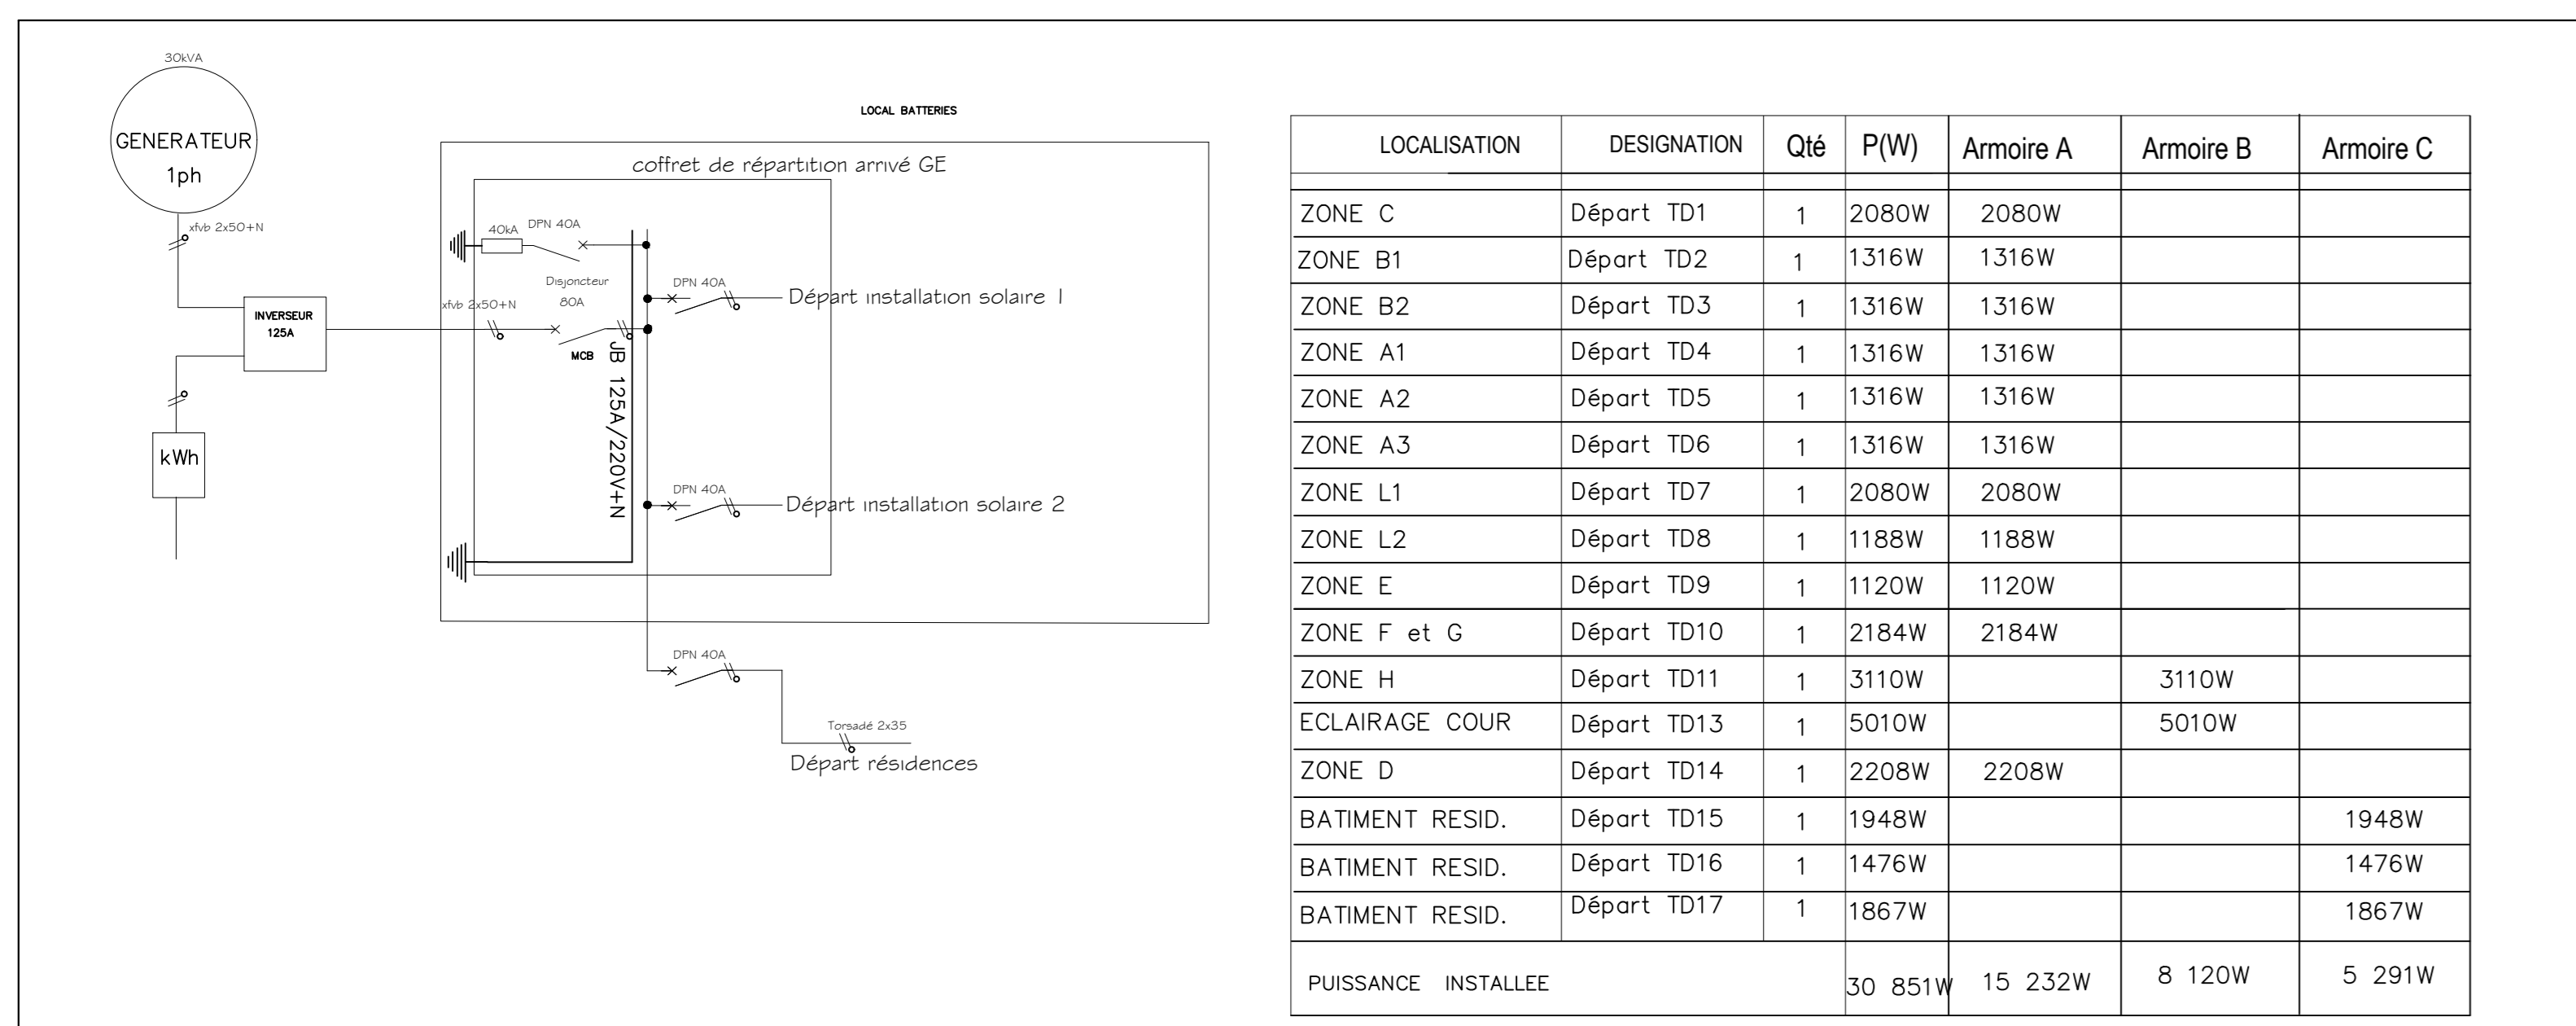 30kVA
GENERATEUR
1ph
xfvb 2x50+N
INVERSEUR
125A
kWh
LOCAL BATTERIES
coffret de répartition arrivé GE
40kA
DPN 40A
Disjoncteur
80A
xfvb 2x50+N
MCB
JB 125A/220V+N
DPN 40A
Départ installation solaire 1
DPN 40A
Départ installation solaire 2
DPN 40A
Torsadé 2x35
Départ résidences
LOCALISATION DESIGNATION Qté P(W) Armoire A Armoire B Armoire C
ZONE C Départ TD1 1 2080W 2080W
ZONE B1 Départ TD2 1 1316W 1316W
ZONE B2 Départ TD3 1 1316W 1316W
ZONE A1 Départ TD4 1 1316W 1316W
ZONE A2 Départ TD5 1 1316W 1316W
ZONE A3 Départ TD6 1 1316W 1316W
ZONE L1 Départ TD7 1 2080W 2080W
ZONE L2 Départ TD8 1 1188W 1188W
ZONE E Départ TD9 1 1120W 1120W
ZONE F et G Départ TD10 1 2184W 2184W
ZONE H Départ TD11 1 3110W 3110W
ECLAIRAGE COUR Départ TD13 1 5010W 5010W
ZONE D Départ TD14 1 2208W 2208W
BATIMENT RESID. Départ TD15 1 1948W 1948W
BATIMENT RESID. Départ TD16 1 1476W 1476W
BATIMENT RESID. Départ TD17 1 1867W 1867W
PUISSANCE INSTALLEE 30 851W 15 232W 8 120W 5 291W